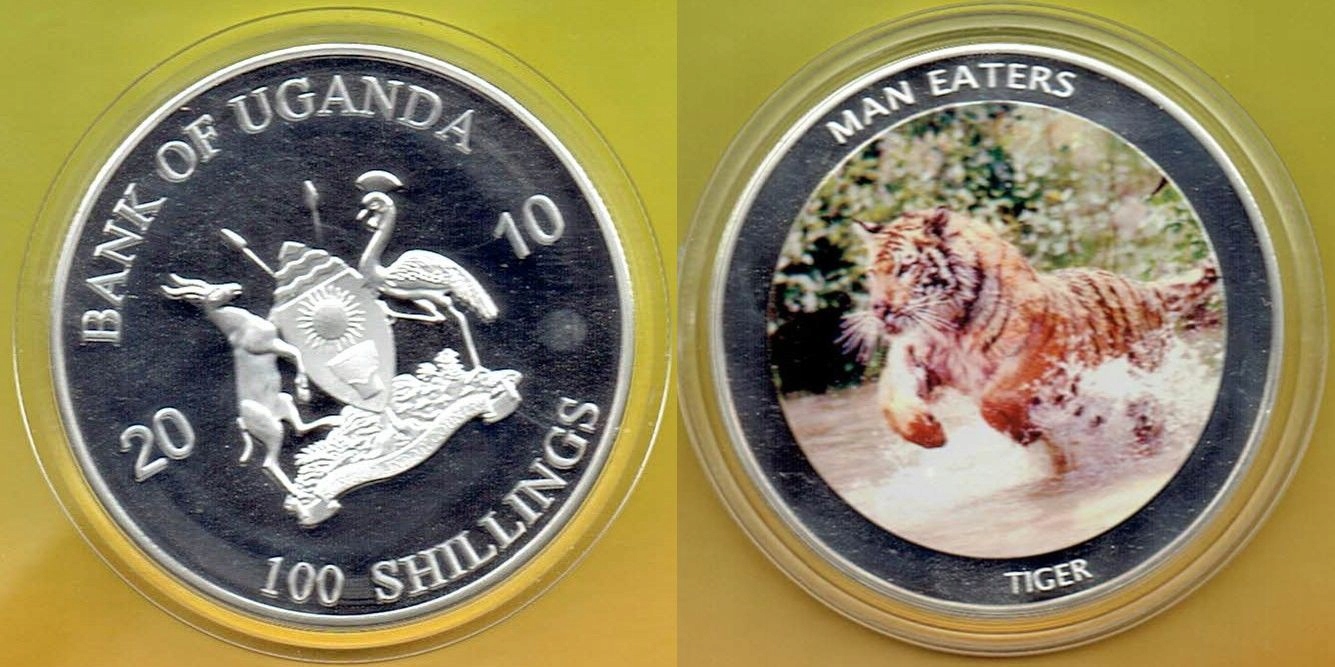 BANK OF UGANDA
20 10
100 SHILLINGS
MAN EATERS
TIGER